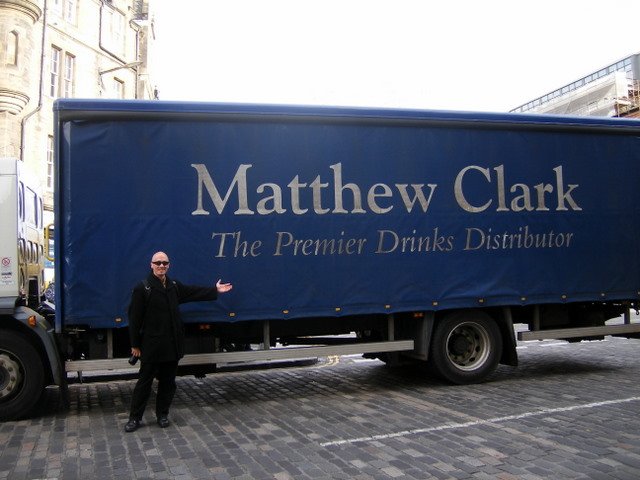 Matthew Clark
The Premier Drinks Distributor